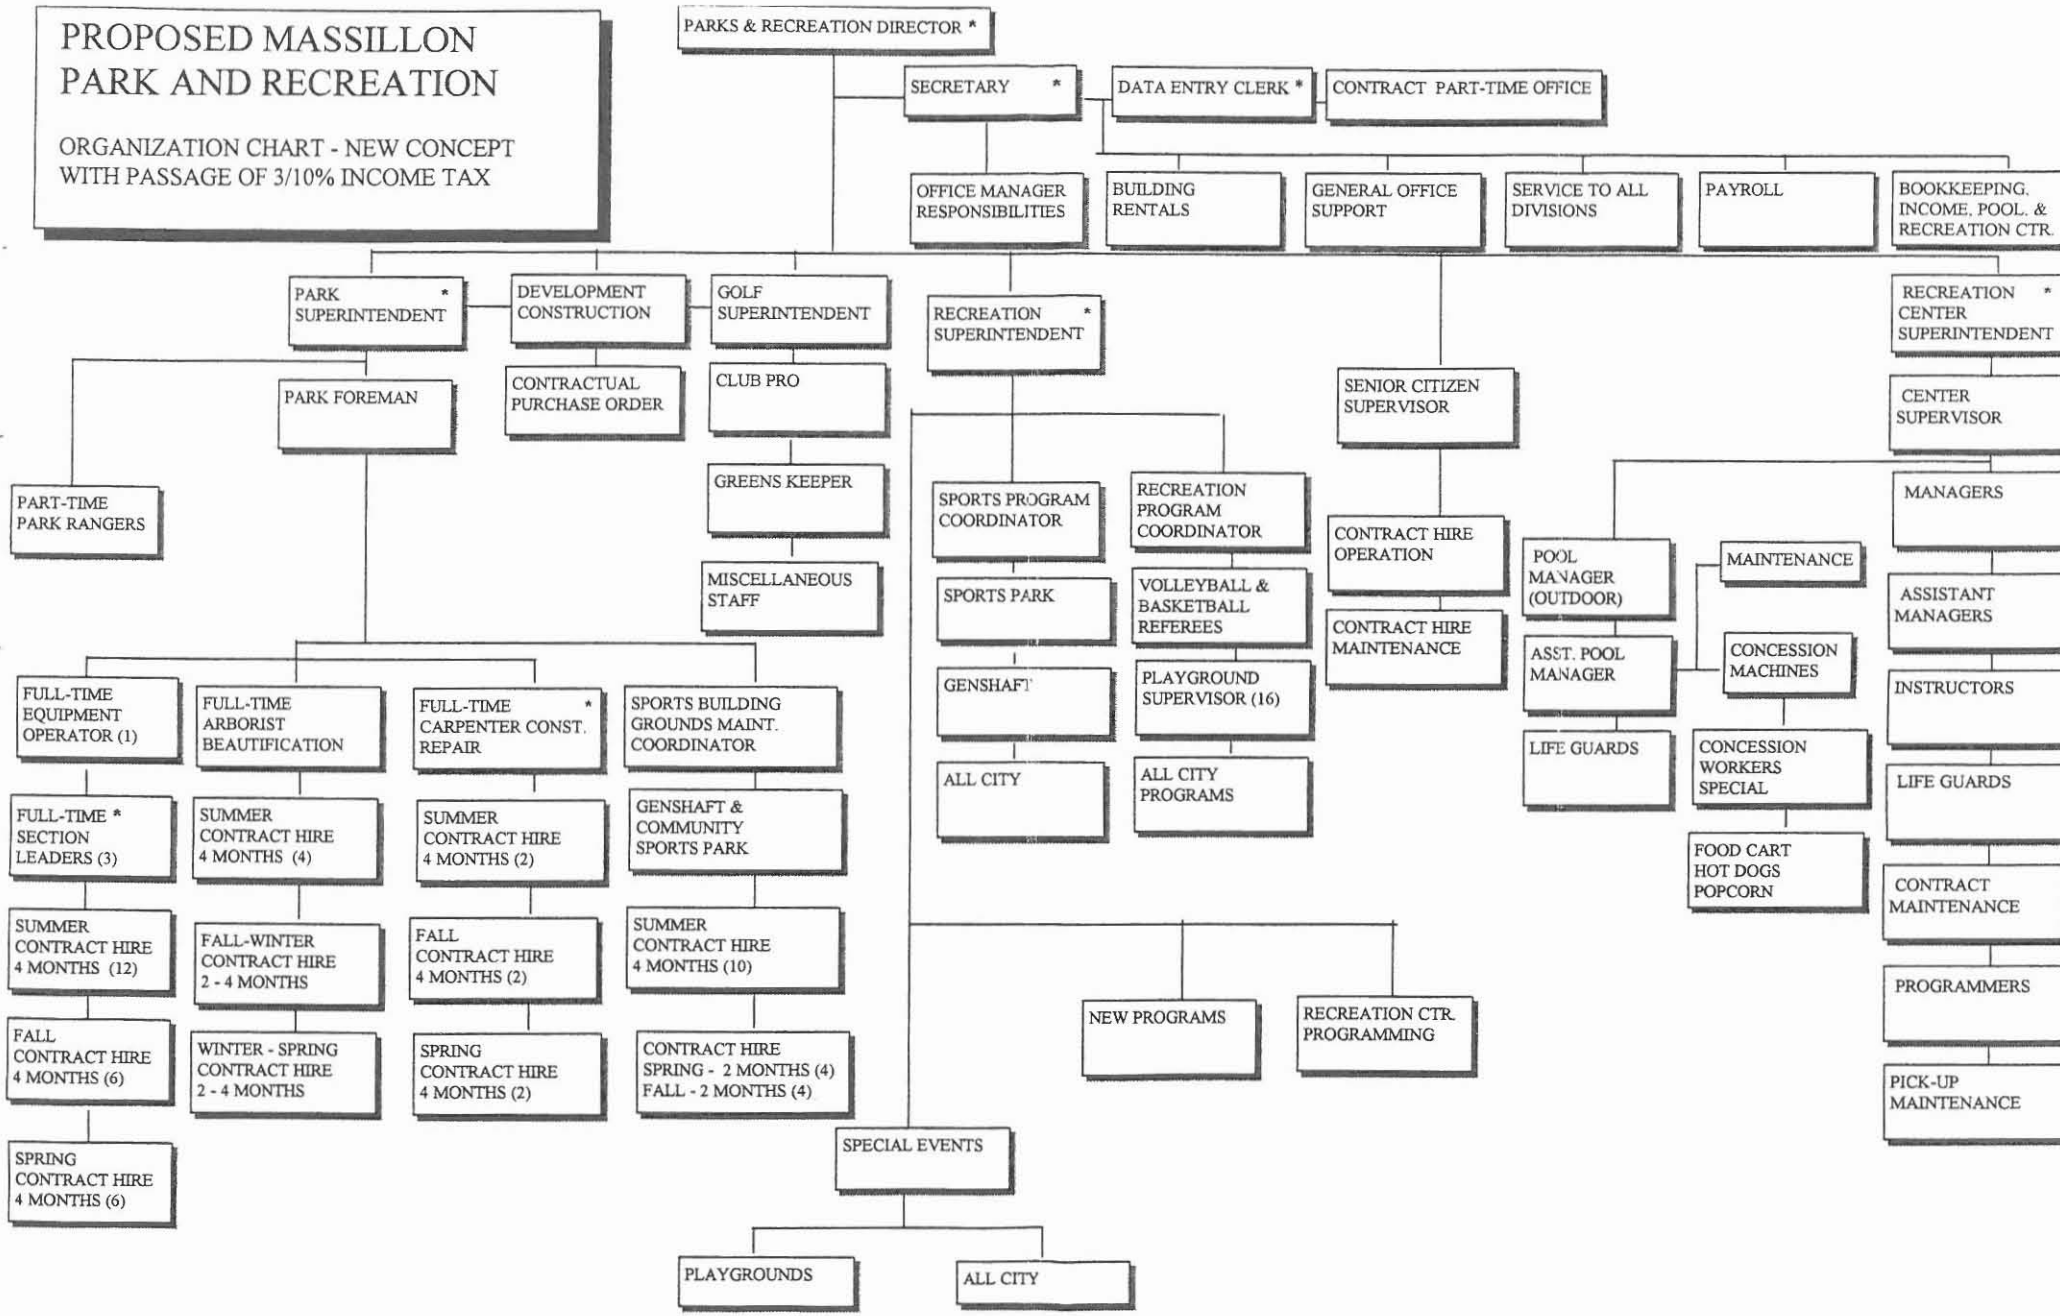 PROPOSED MASSILLON
PARK AND RECREATION
ORGANIZATION CHART - NEW CONCEPT
WITH PASSAGE OF 3/10% INCOME TAX
PARKS & RECREATION DIRECTOR *
SECRETARY *
DATA ENTRY CLERK *
CONTRACT PART-TIME OFFICE
OFFICE MANAGER
RESPONSIBILITIES
BUILDING
RENTALS
GENERAL OFFICE
SUPPORT
SERVICE TO ALL
DIVISIONS
PAYROLL
BOOKKEEPING.
INCOME, POOL. &
RECREATION CTR.
PARK *
SUPERINTENDENT
DEVELOPMENT
CONSTRUCTION
GOLF
SUPERINTENDENT
RECREATION *
SUPERINTENDENT
SENIOR CITIZEN
SUPERVISOR
RECREATION *
CENTER
SUPERINTENDENT
PARK FOREMAN
CONTRACTUAL
PURCHASE ORDER
CLUB PRO
CENTER
SUPERVISOR
PART-TIME
PARK RANGERS
GREENS KEEPER
MISCELLANEOUS
STAFF
SPORTS PROGRAM
COORDINATOR
SPORTS PARK
GENSHAFT
ALL CITY
RECREATION
PROGRAM
COORDINATOR
VOLLEYBALL &
BASKETBALL
REFEREES
PLAYGROUND
SUPERVISOR (16)
ALL CITY
PROGRAMS
CONTRACT HIRE
OPERATION
CONTRACT HIRE
MAINTENANCE
POOL
MANAGER
(OUTDOOR)
ASST. POOL
MANAGER
LIFE GUARDS
MAINTENANCE
CONCESSION
MACHINES
CONCESSION
WORKERS
SPECIAL
FOOD CART
HOT DOGS
POPCORN
MANAGERS
ASSISTANT
MANAGERS
INSTRUCTORS
LIFE GUARDS
CONTRACT
MAINTENANCE
PROGRAMMERS
PICK-UP
MAINTENANCE
FULL-TIME
EQUIPMENT
OPERATOR (1)
FULL-TIME *
SECTION
LEADERS (3)
SUMMER
CONTRACT HIRE
4 MONTHS (12)
FALL
CONTRACT HIRE
4 MONTHS (6)
SPRING
CONTRACT HIRE
4 MONTHS (6)
FULL-TIME
ARBORIST
BEAUTIFICATION
SUMMER
CONTRACT HIRE
4 MONTHS (4)
FALL-WINTER
CONTRACT HIRE
2 - 4 MONTHS
WINTER - SPRING
CONTRACT HIRE
2 - 4 MONTHS
FULL-TIME *
CARPENTER CONST.
REPAIR
SUMMER
CONTRACT HIRE
4 MONTHS (2)
FALL
CONTRACT HIRE
4 MONTHS (2)
SPRING
CONTRACT HIRE
4 MONTHS (2)
SPORTS BUILDING
GROUNDS MAINT.
COORDINATOR
GENSHAFT &
COMMUNITY
SPORTS PARK
SUMMER
CONTRACT HIRE
4 MONTHS (10)
CONTRACT HIRE
SPRING - 2 MONTHS (4)
FALL - 2 MONTHS (4)
NEW PROGRAMS
RECREATION CTR.
PROGRAMMING
SPECIAL EVENTS
PLAYGROUNDS
ALL CITY